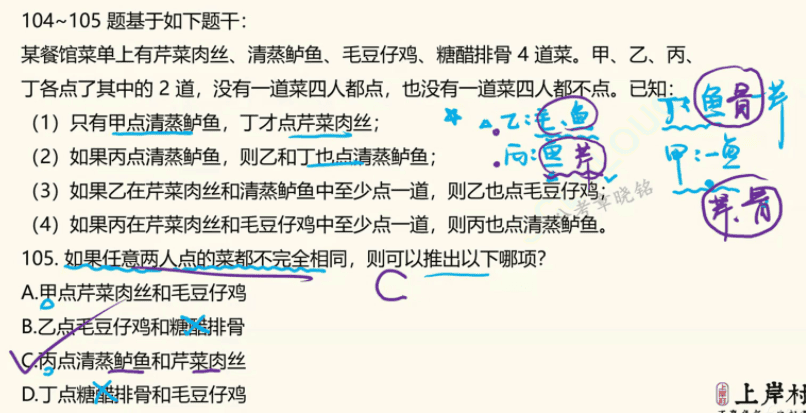 104~105 题基于如下题干：
某餐馆菜单上有芹菜肉丝、清蒸鲈鱼、毛豆仔鸡、糖醋排骨 4 道菜。甲、乙、丙、
丁各点了其中的 2 道，没有一道菜四人都点，也没有一道菜四人都不点。已知：
（1）只有甲点清蒸鲈鱼，丁才点芹菜肉丝；
（2）如果丙点清蒸鲈鱼，则乙和丁也点清蒸鲈鱼；
（3）如果乙在芹菜肉丝和清蒸鲈鱼中至少点一道，则乙也点毛豆仔鸡；
（4）如果丙在芹菜肉丝和毛豆仔鸡中至少点一道，则丙也点清蒸鲈鱼。
105. 如果任意两人点的菜都不完全相同，则可以推出以下哪项？
A.甲点芹菜肉丝和毛豆仔鸡
B.乙点毛豆仔鸡和糖醋排骨
C.丙点清蒸鲈鱼和芹菜肉丝
D.丁点糖醋排骨和毛豆仔鸡
乙：毛、鱼
丙：鱼 芹
丁：鱼骨芹
甲：一鱼
芹、骨
C
上岸村